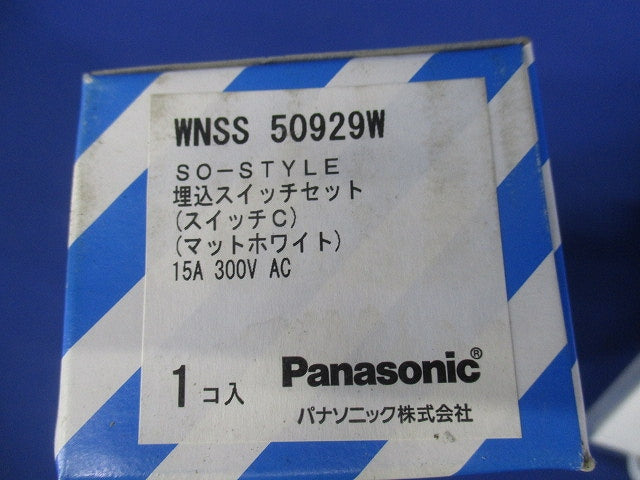 WNSS 50929W
SO-STYLE
埋込スイッチセット
(スイッチC)
(マットホワイト)
15A 300V AC
1コ入
Panasonic®
パナソニック株式会社